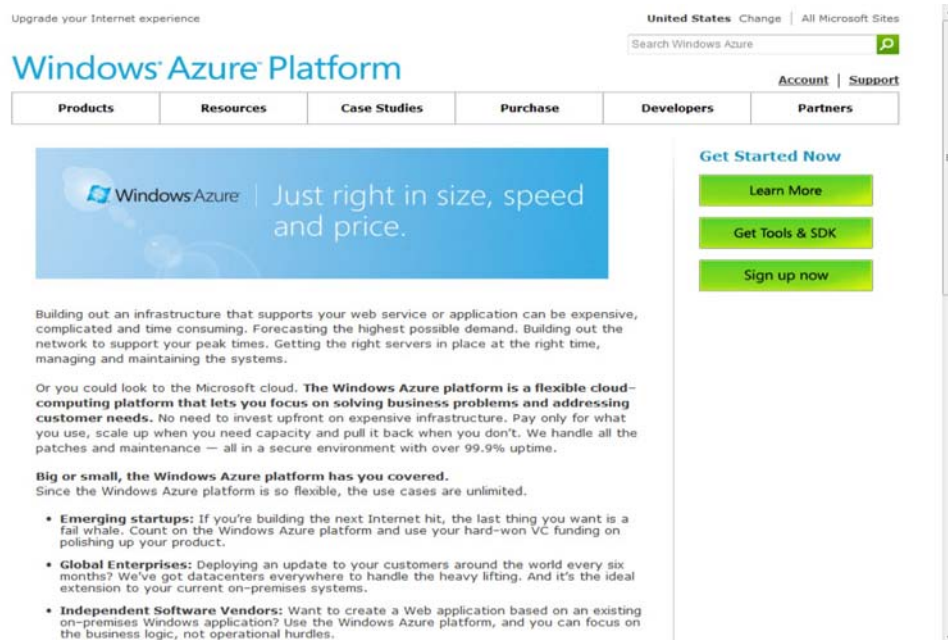 Upgrade your Internet experience
United States Change | All Microsoft Sites
Search Windows Azure
Windows® Azure™ Platform
Account | Support
Products Resources Case Studies Purchase Developers Partners
Windows Azure™ | Just right in size, speed
and price.
Get Started Now
Learn More
Get Tools & SDK
Sign up now
Building out an infrastructure that supports your web service or application can be expensive,
complicated and time consuming. Forecasting the highest possible demand. Building out the
network to support your peak times. Getting the right servers in place at the right time,
managing and maintaining the systems.
Or you could look to the Microsoft cloud. The Windows Azure platform is a flexible cloud–
computing platform that lets you focus on solving business problems and addressing
customer needs. No need to invest upfront on expensive infrastructure. Pay only for what
you use, scale up when you need capacity and pull it back when you don't. We handle all the
patches and maintenance — all in a secure environment with over 99.9% uptime.
Big or small, the Windows Azure platform has you covered.
Since the Windows Azure platform is so flexible, the use cases are unlimited.
• Emerging startups: If you're building the next Internet hit, the last thing you want is a
fail whale. Count on the Windows Azure platform and use your hard–won VC funding on
polishing up your product.
• Global Enterprises: Deploying an update to your customers around the world every six
months? We've got datacenters everywhere to handle the heavy lifting. And it's the ideal
extension to your current on–premises systems.
• Independent Software Vendors: Want to create a Web application based on an existing
on–premises Windows application? Use the Windows Azure platform, and you can focus on
the business logic, not operational hurdles.